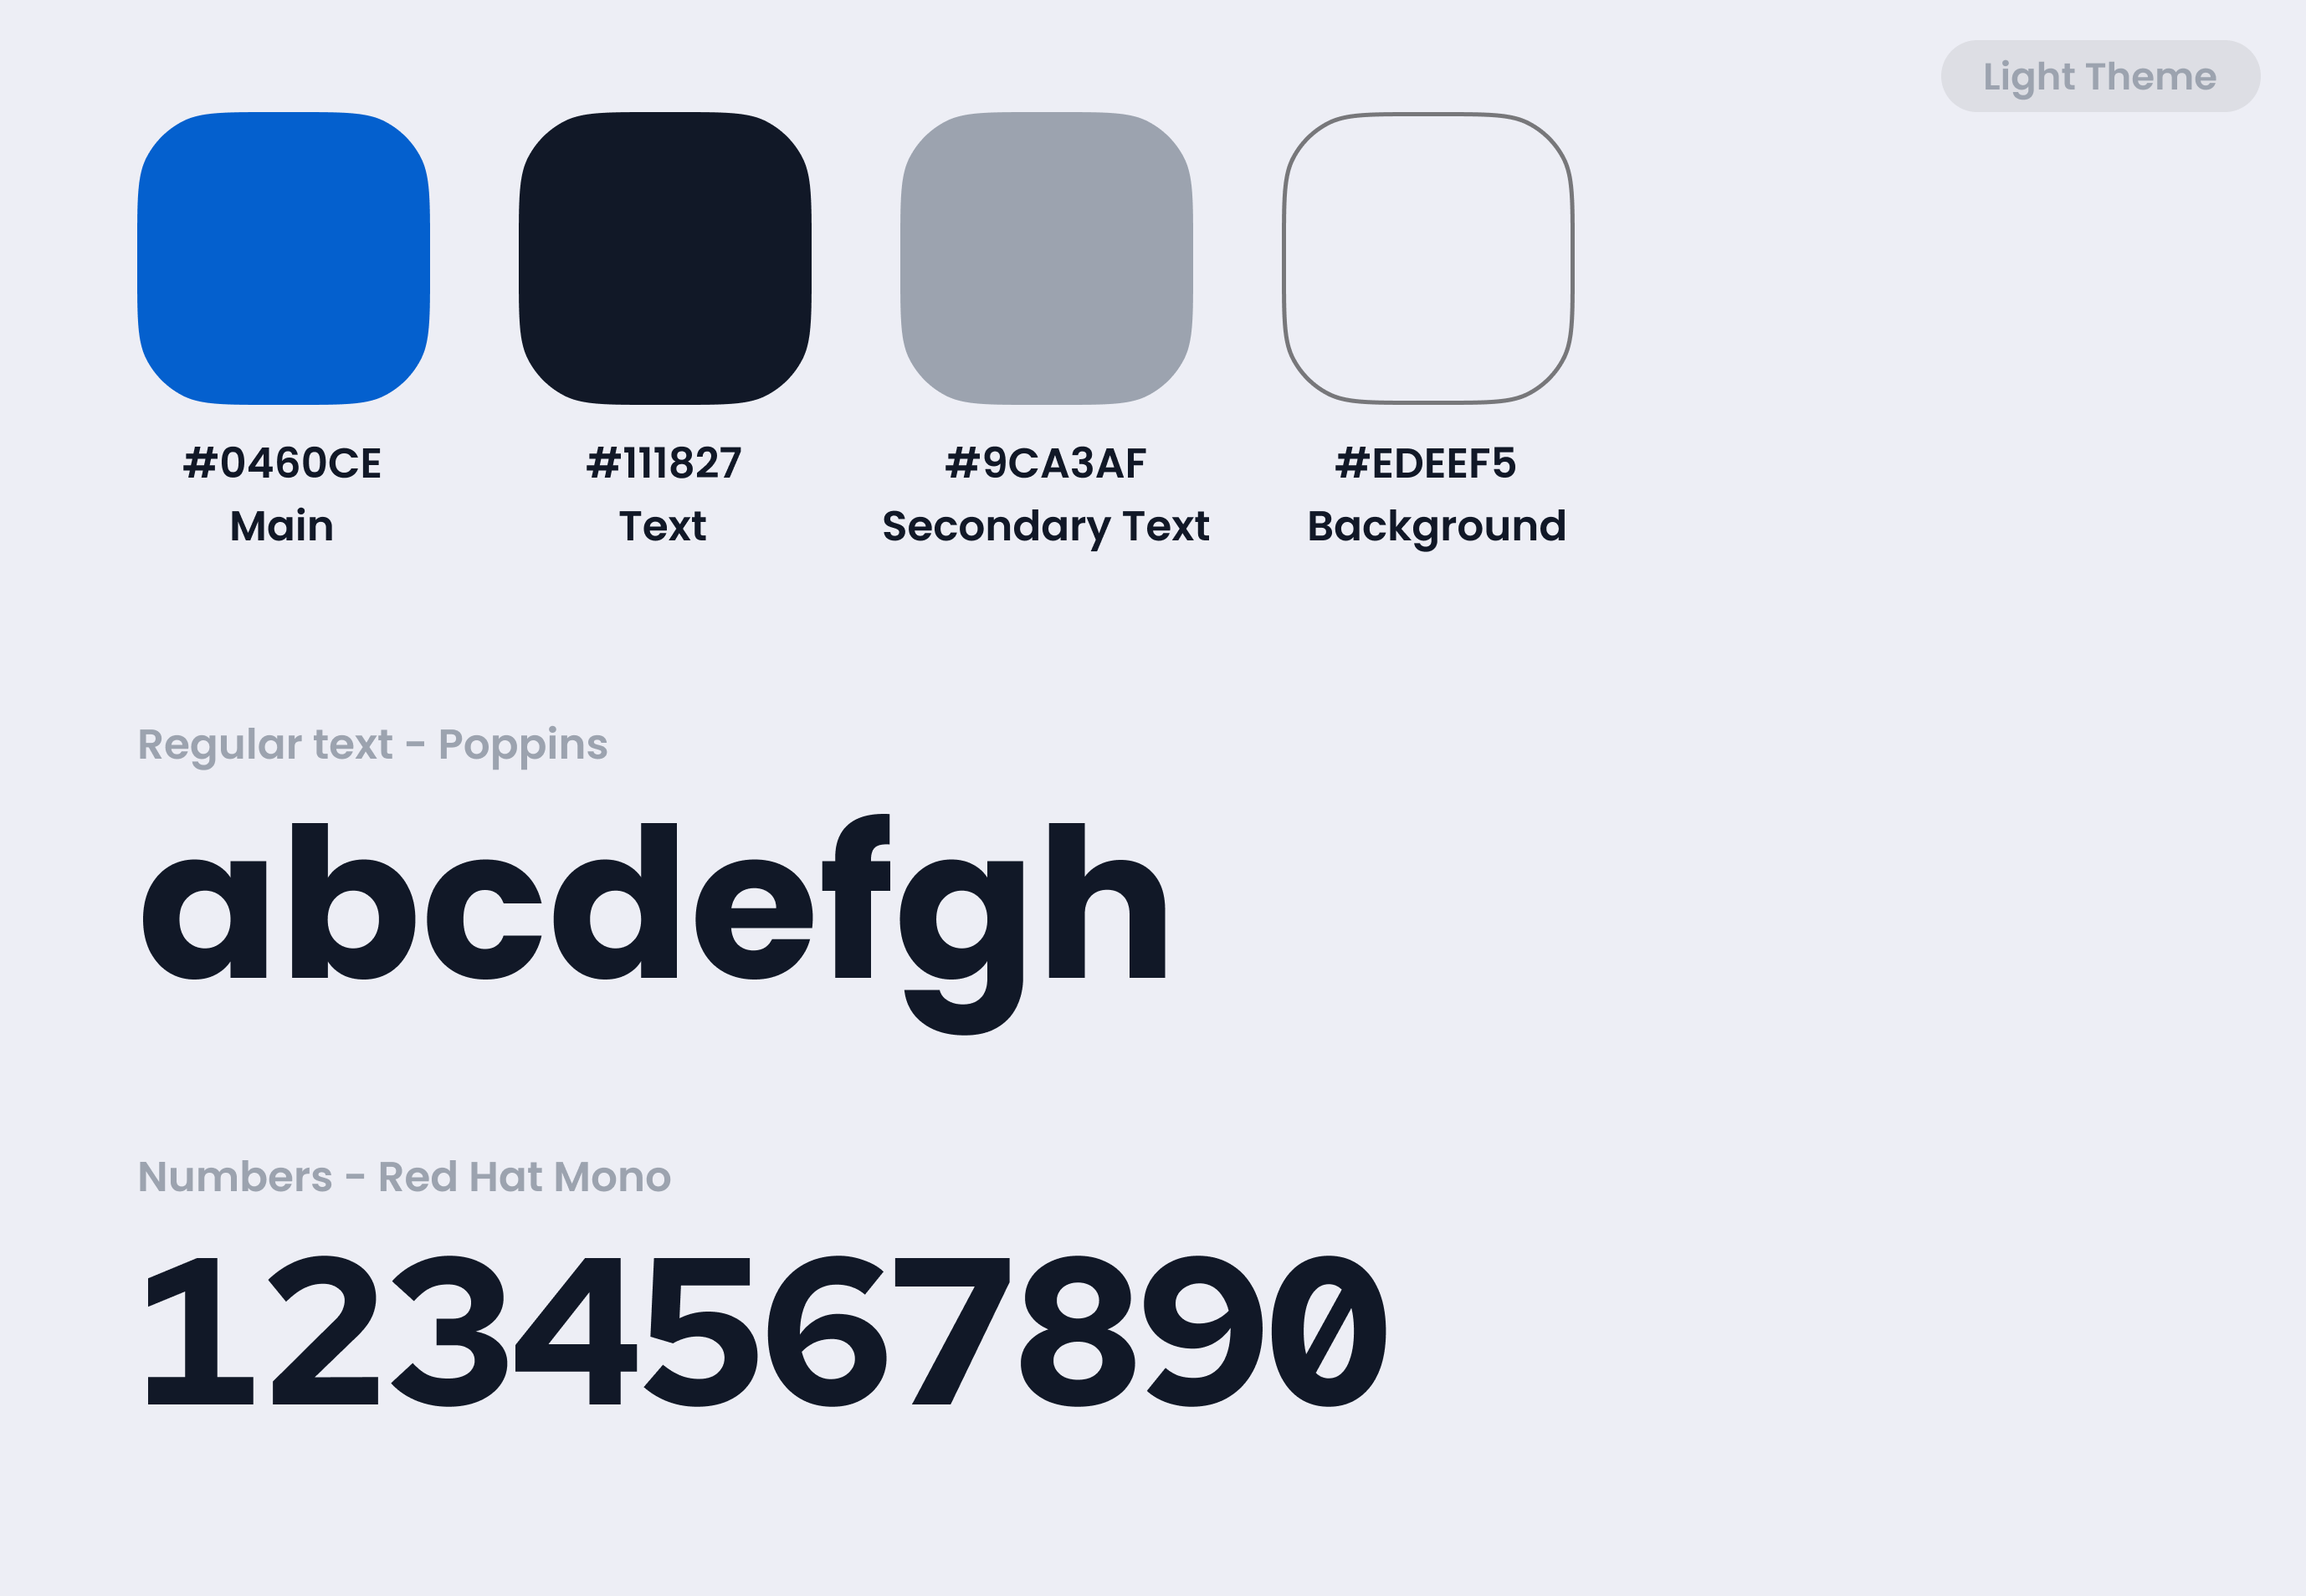 Light Theme
#0460CE
Main
#111827
Text
#9CA3AF
Secondary Text
#EDEEF5
Background
Regular text - Poppins
abcdefgh
Numbers - Red Hat Mono
1234567890